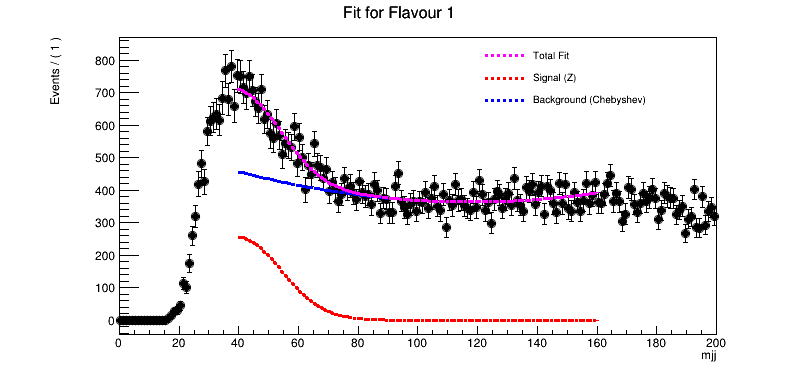 Fit for Flavour 1
Events / ( 1 )
Total Fit
Signal (Z)
Background (Chebyshev)
800
700
600
500
400
300
200
100
0
0 20 40 60 80 100 120 140 160 180 200
mjj